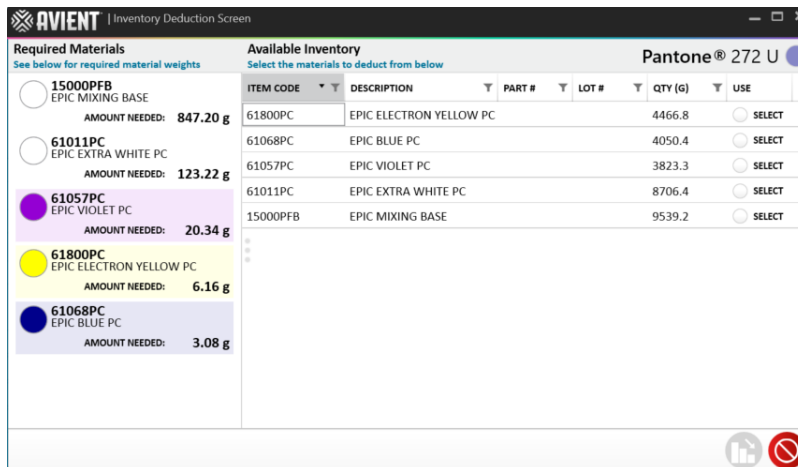 AVIENT | Inventory Deduction Screen
Required Materials
See below for required material weights
Available Inventory
Select the materials to deduct from below
Pantone® 272 U
15000PFB
EPIC MIXING BASE
AMOUNT NEEDED: 847.20 g
61011PC
EPIC EXTRA WHITE PC
AMOUNT NEEDED: 123.22 g
61057PC
EPIC VIOLET PC
AMOUNT NEEDED: 20.34 g
61800PC
EPIC ELECTRON YELLOW PC
AMOUNT NEEDED: 6.16 g
61068PC
EPIC BLUE PC
AMOUNT NEEDED: 3.08 g
ITEM CODE DESCRIPTION PART # LOT # QTY (G) USE
61800PC EPIC ELECTRON YELLOW PC 4466.8 SELECT
61068PC EPIC BLUE PC 4050.4 SELECT
61057PC EPIC VIOLET PC 3823.3 SELECT
61011PC EPIC EXTRA WHITE PC 8706.4 SELECT
15000PFB EPIC MIXING BASE 9539.2 SELECT